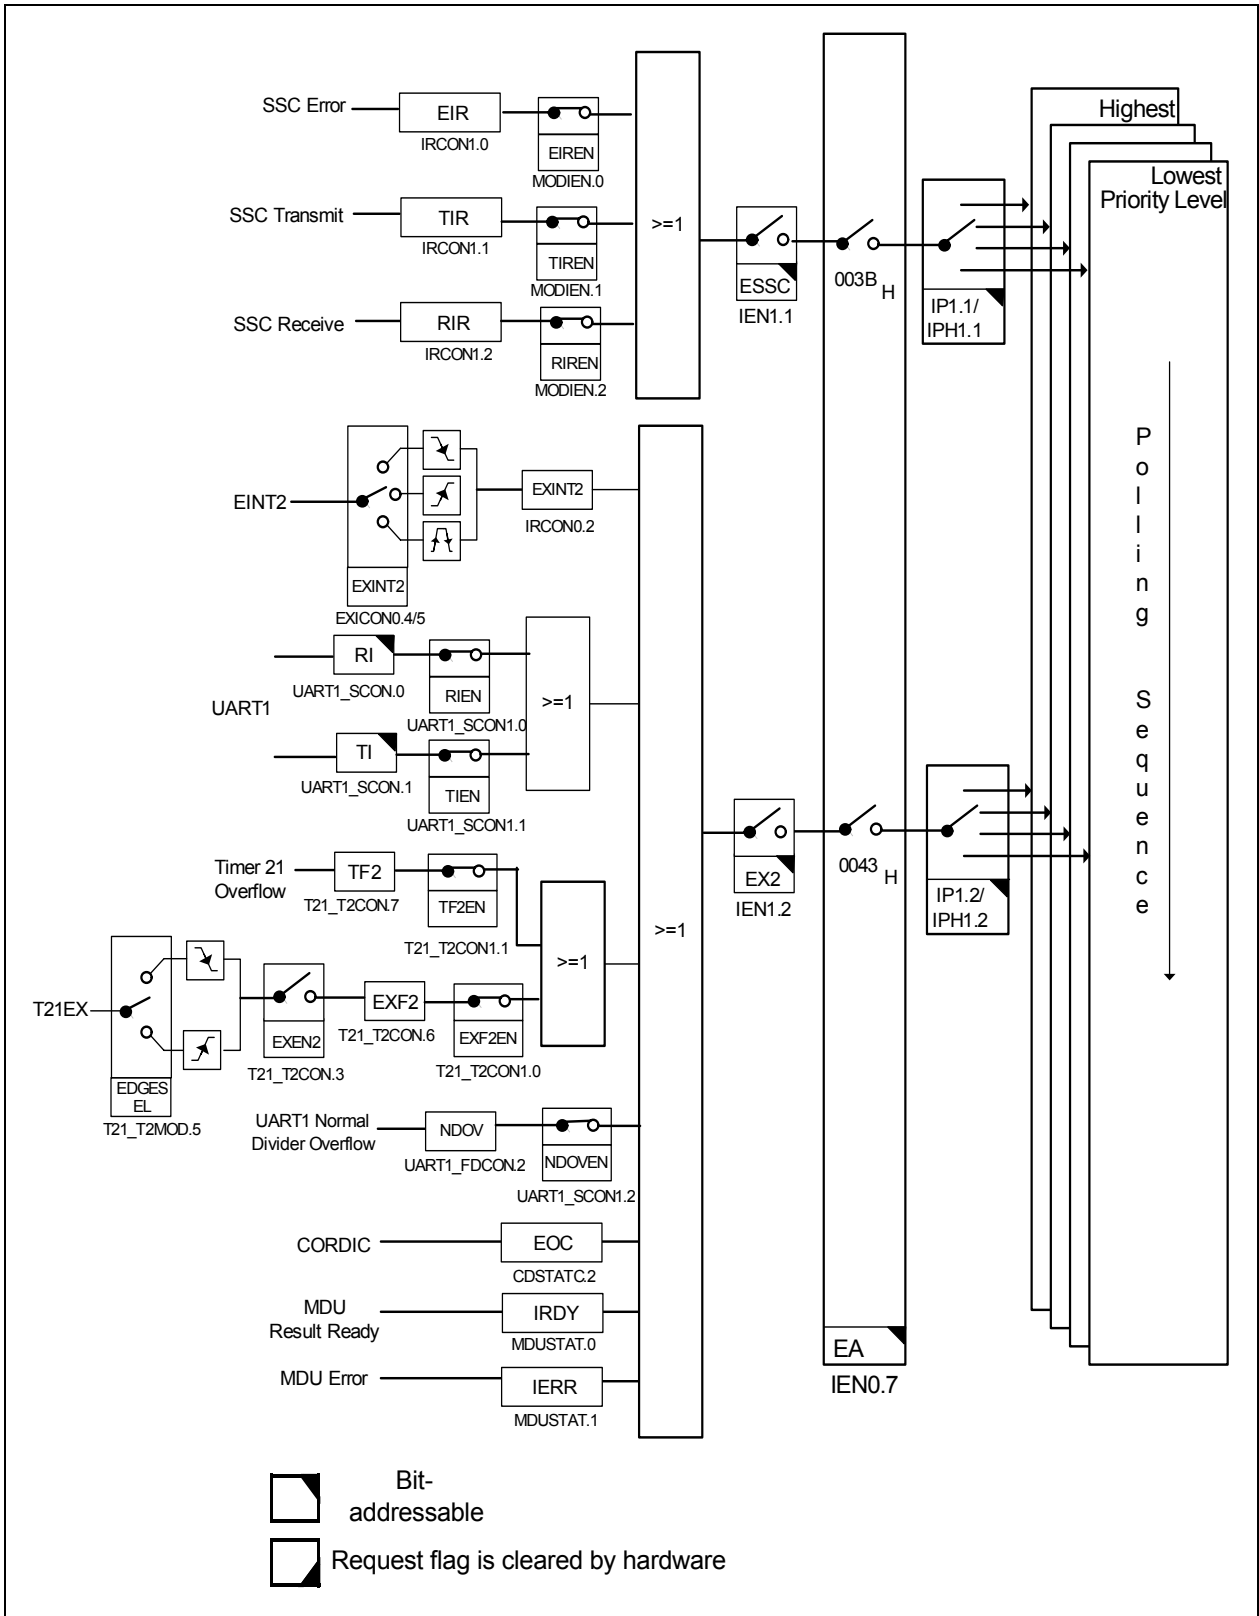 Highest
Lowest
Priority Level
SSC Error
EIR
IRCON1.0
EIREN
MODIEN.0
SSC Transmit
TIR
IRCON1.1
TIREN
MODIEN.1
SSC Receive
RIR
IRCON1.2
RIREN
MODIEN.2
>=1
ESSC
IEN1.1
003B H
IP1.1/
IPH1.1
EINT2
EXINT2
EXICON0.4/5
EXINT2
IRCON0.2
UART1
RI
UART1_SCON.0
RIEN
UART1_SCON1.0
TI
UART1_SCON.1
TIEN
UART1_SCON1.1
>=1
Timer 21
Overflow
TF2
T21_T2CON.7
TF2EN
T21_T2CON1.1
T21EX
EDGES
EL
T21_T2MOD.5
EXEN2
T21_T2CON.3
EXF2
T21_T2CON.6
EXF2EN
T21_T2CON1.0
>=1
UART1 Normal
Divider Overflow
NDOV
UART1_FDCON.2
NDOVEN
UART1_SCON1.2
CORDIC
EOC
CDSTATC.2
MDU
Result Ready
IRDY
MDUSTAT.0
MDU Error
IERR
MDUSTAT.1
>=1
EX2
IEN1.2
0043 H
IP1.2/
IPH1.2
EA
IEN0.7
Polling Sequence
Bit-
addressable
Request flag is cleared by hardware